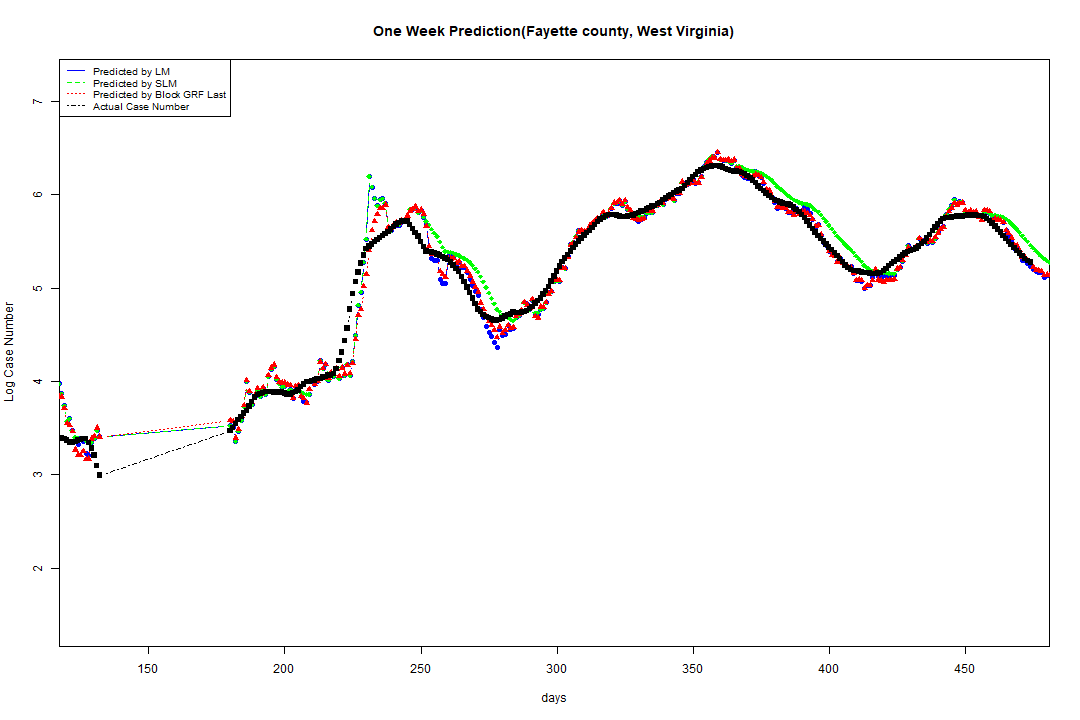 One Week Prediction(Fayette county, West Virginia)
Predicted by LM
Predicted by SLM
Predicted by Block GRF Last
Actual Case Number
7
6
5
4
3
2
Log Case Number
150 200 250 300 350 400 450
days